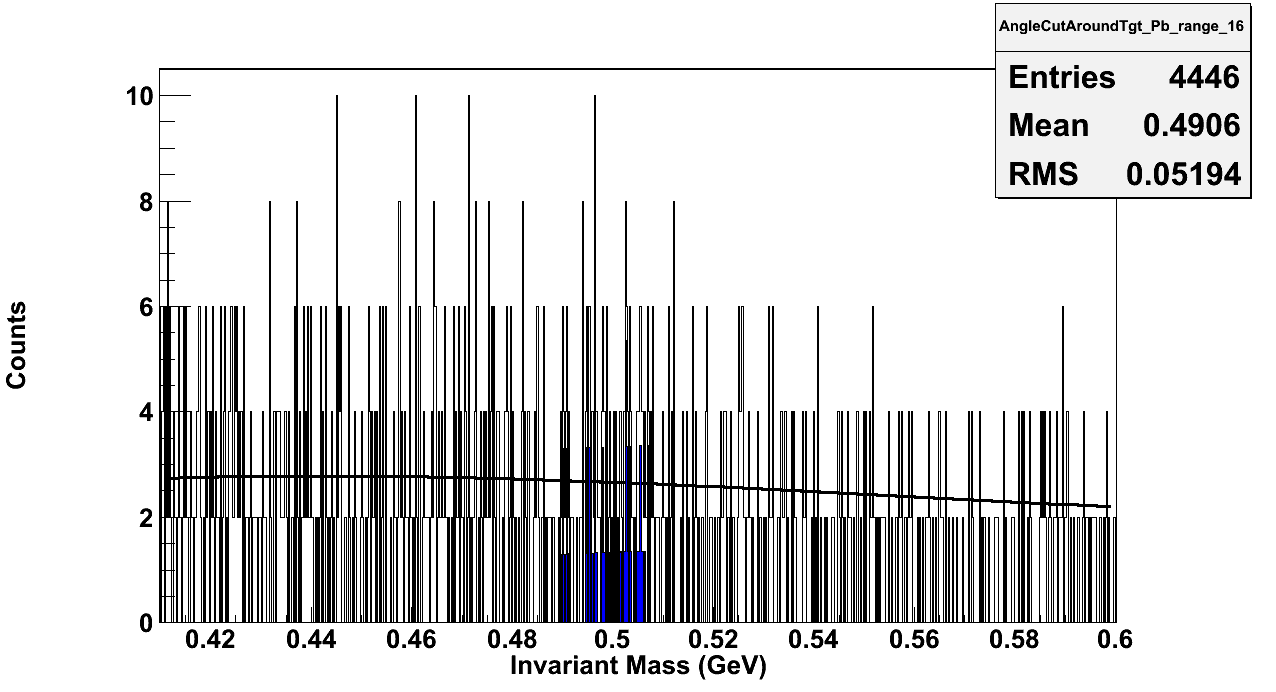 AngleCutAroundTgt_Pb_range_16
Entries 4446
Mean 0.4906
RMS 0.05194
10
8
6
4
2
0
Counts
0.42 0.44 0.46 0.48 0.5 0.52 0.54 0.56 0.58 0.6
Invariant Mass (GeV)